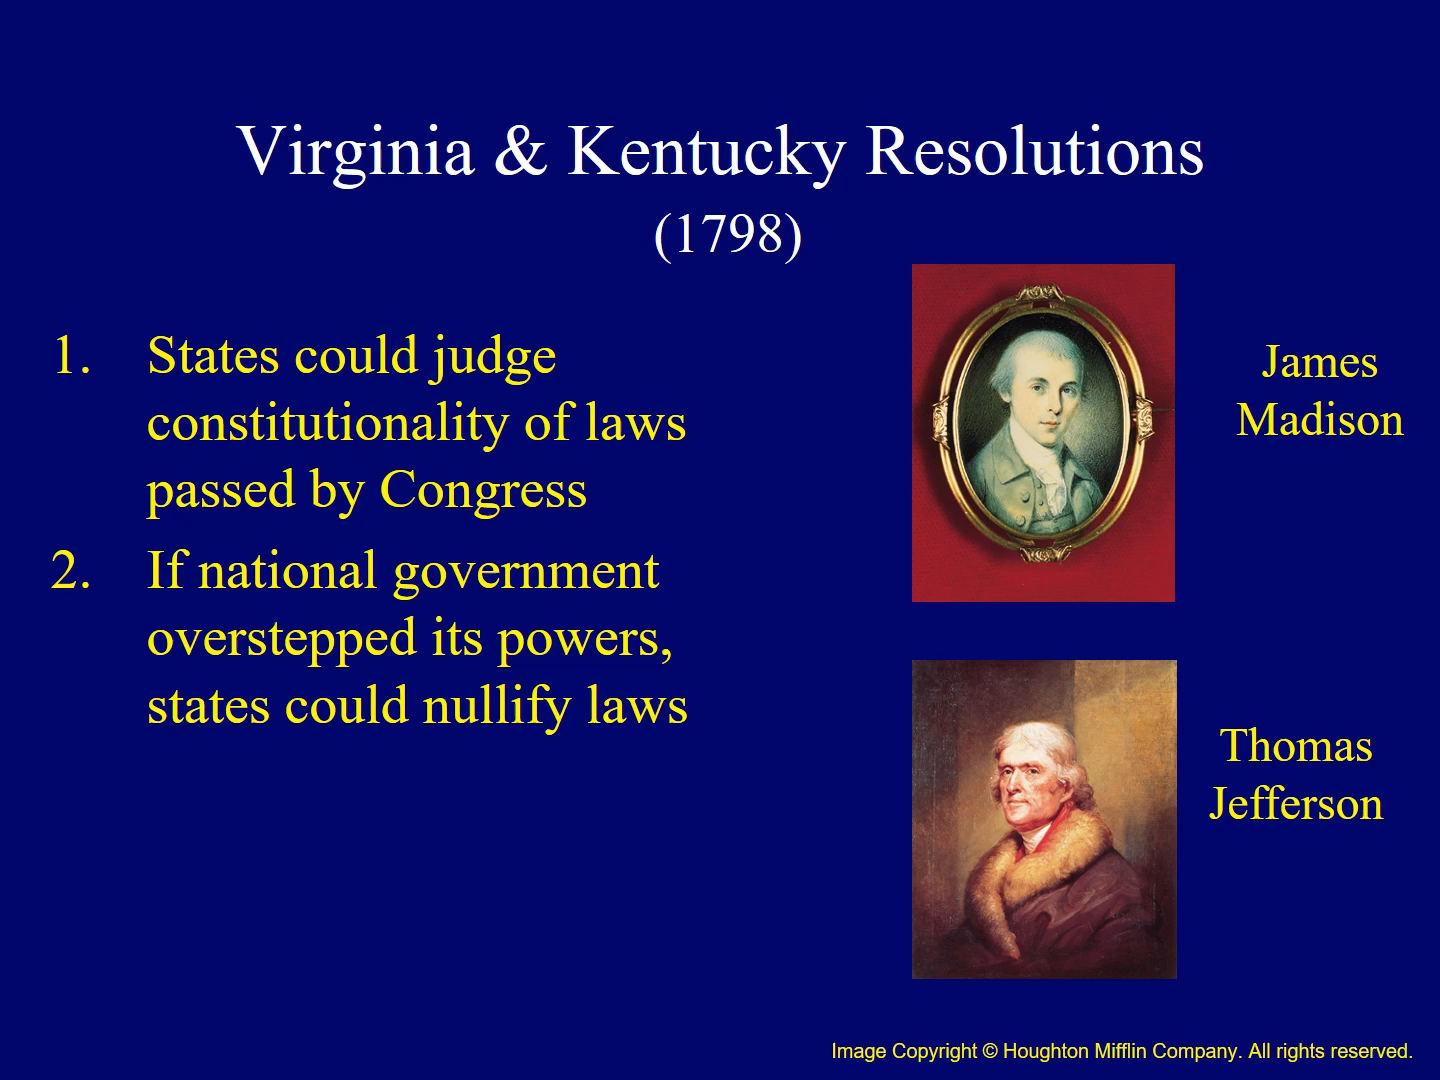 Virginia & Kentucky Resolutions
(1798)
1. States could judge
constitutionality of laws
passed by Congress
2. If national government
overstepped its powers,
states could nullify laws
James
Madison
Thomas
Jefferson
Image Copyright © Houghton Mifflin Company. All rights reserved.